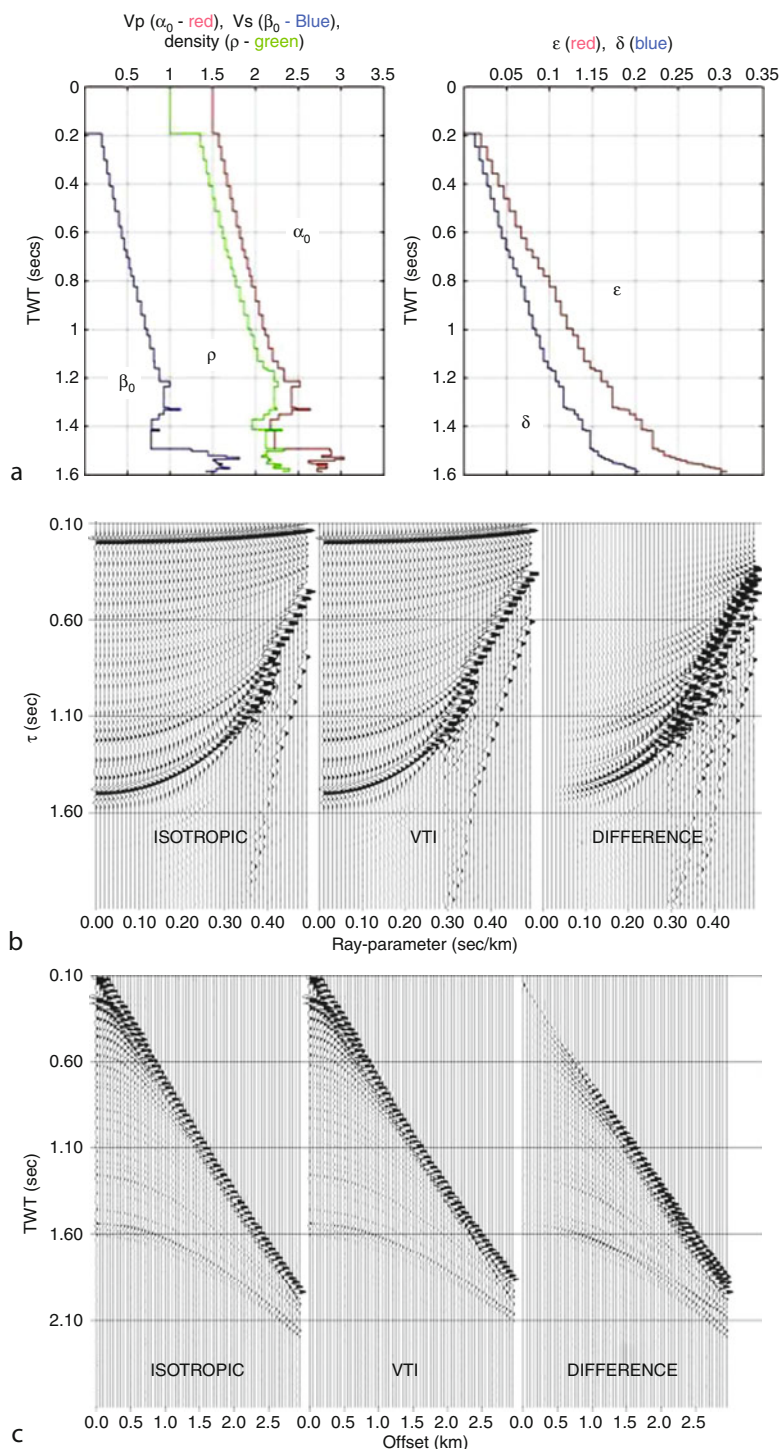 Vp (α0 - red), Vs (β0 - Blue),
density (ρ - green)
0.5 1 1.5 2 2.5 3 3.5
0
0.2
0.4
0.6
0.8
1
1.2
1.4
1.6
TWT (secs)
α0
ρ
β0
ε (red), δ (blue)
0.05 0.1 0.15 0.2 0.25 0.3 0.35
0
0.2
0.4
0.6
0.8
1
1.2
1.4
1.6
TWT (secs)
ε
δ
a
0.10
0.60
1.10
1.60
τ (sec)
ISOTROPIC VTI DIFFERENCE
0.00 0.10 0.20 0.30 0.40 0.00 0.10 0.20 0.30 0.40 0.00 0.10 0.20 0.30 0.40
Ray-parameter (sec/km)
b
0.10
0.60
1.10
1.60
2.10
TWT (sec)
ISOTROPIC VTI DIFFERENCE
0.0 0.5 1.0 1.5 2.0 2.5 0.0 0.5 1.0 1.5 2.0 2.5 0.0 0.5 1.0 1.5 2.0 2.5
Offset (km)
c